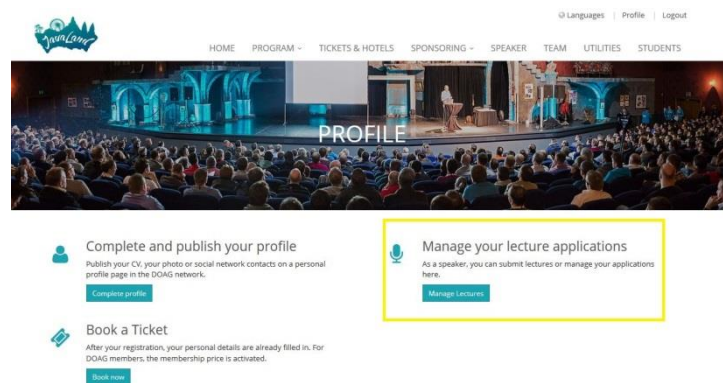 Languages | Profile | Logout
The JavaLand
HOME PROGRAM TICKETS & HOTELS SPONSORING SPEAKER TEAM UTILITIES STUDENTS
PROFILE
Complete and publish your profile
Publish your CV, your photo or social network contacts on a personal
profile page in the DOAG network.
Complete profile
Manage your lecture applications
As a speaker, you can submit lectures or manage your applications
here.
Manage Lectures
Book a Ticket
After your registration, your personal details are already filled in. For
DOAG members, the membership price is activated.
Book now